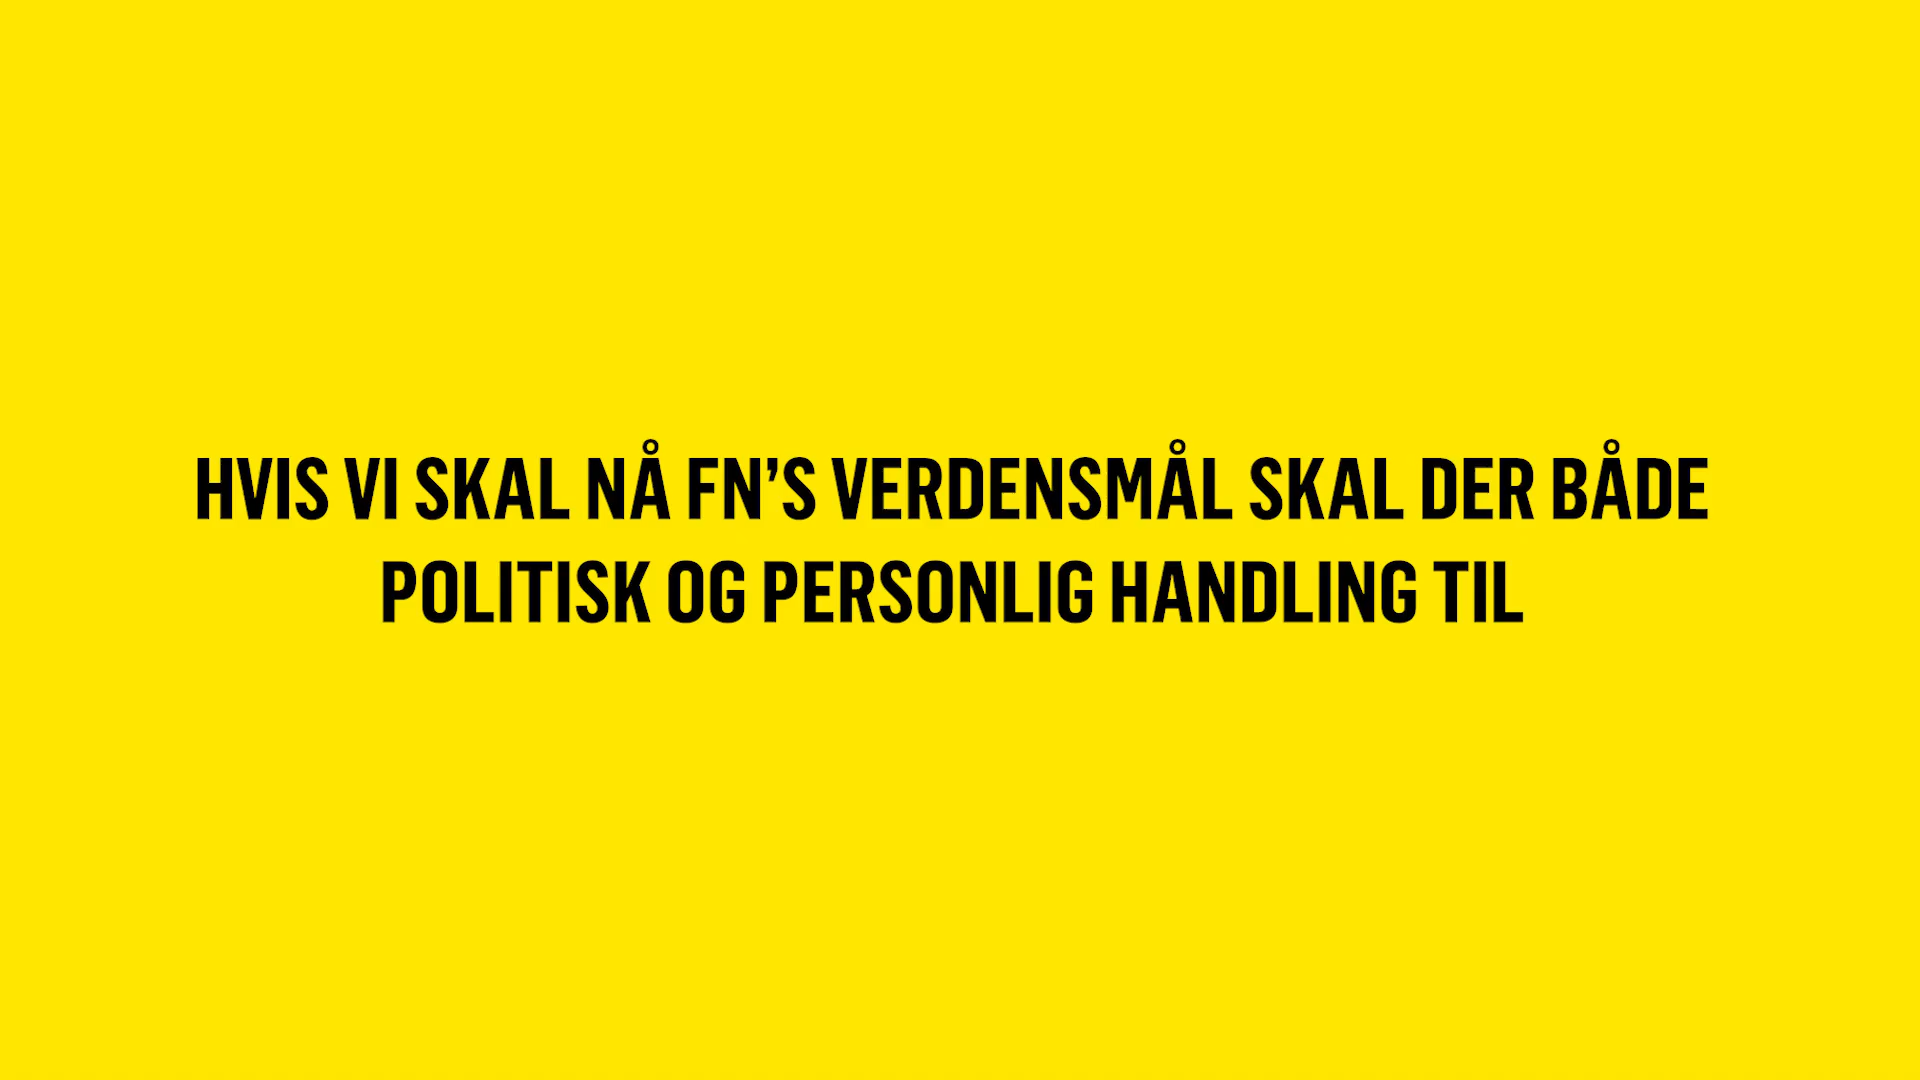 HVIS VI SKAL NÅ FN’S VERDENSMÅL SKAL DER BÅDE
POLITISK OG PERSONLIG HANDLING TIL